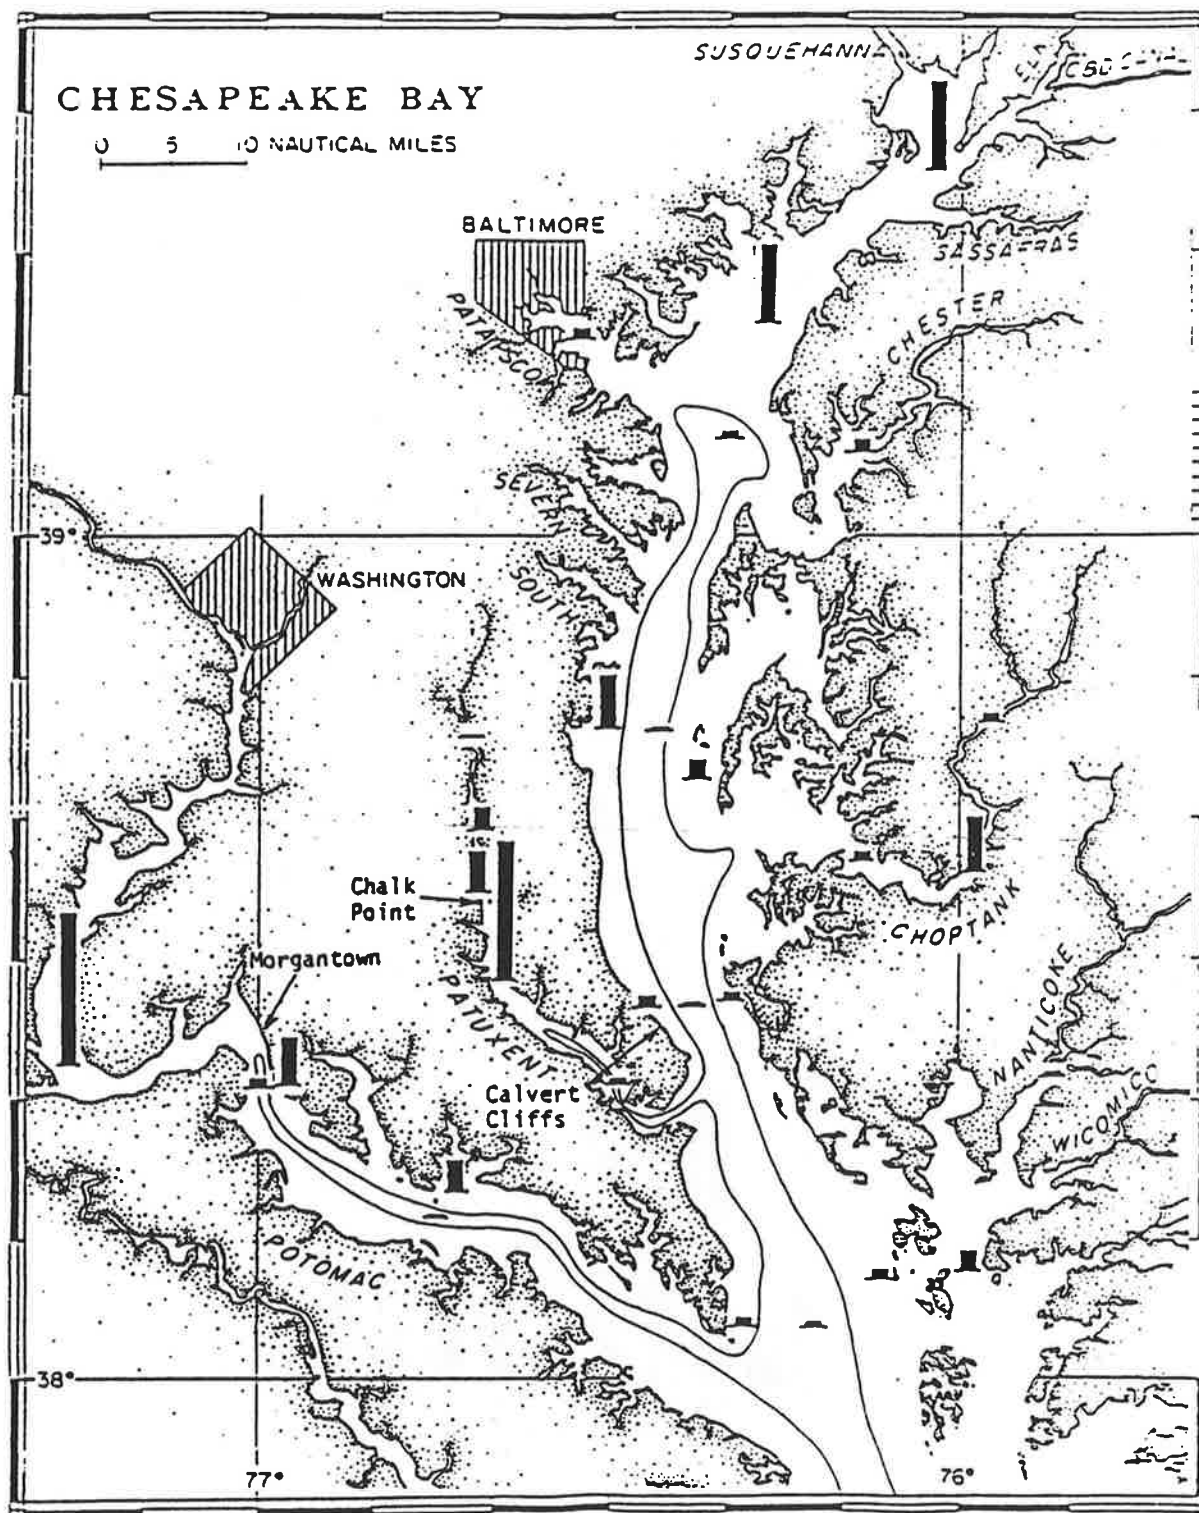 SUSQUEHANNA
CHESAPEAKE BAY
0 5 10 NAUTICAL MILES
BALTIMORE
SASSAFRAS
PATAPSCO
CHESTER
SEVERN
39°
WASHINGTON
SOUTH
Chalk
Point
CHOPTANK
Morgantown
PATUXENT
NANTICOKE
Calvert
Cliffs
WICOMICO
POTOMAC
38°
77°
76°